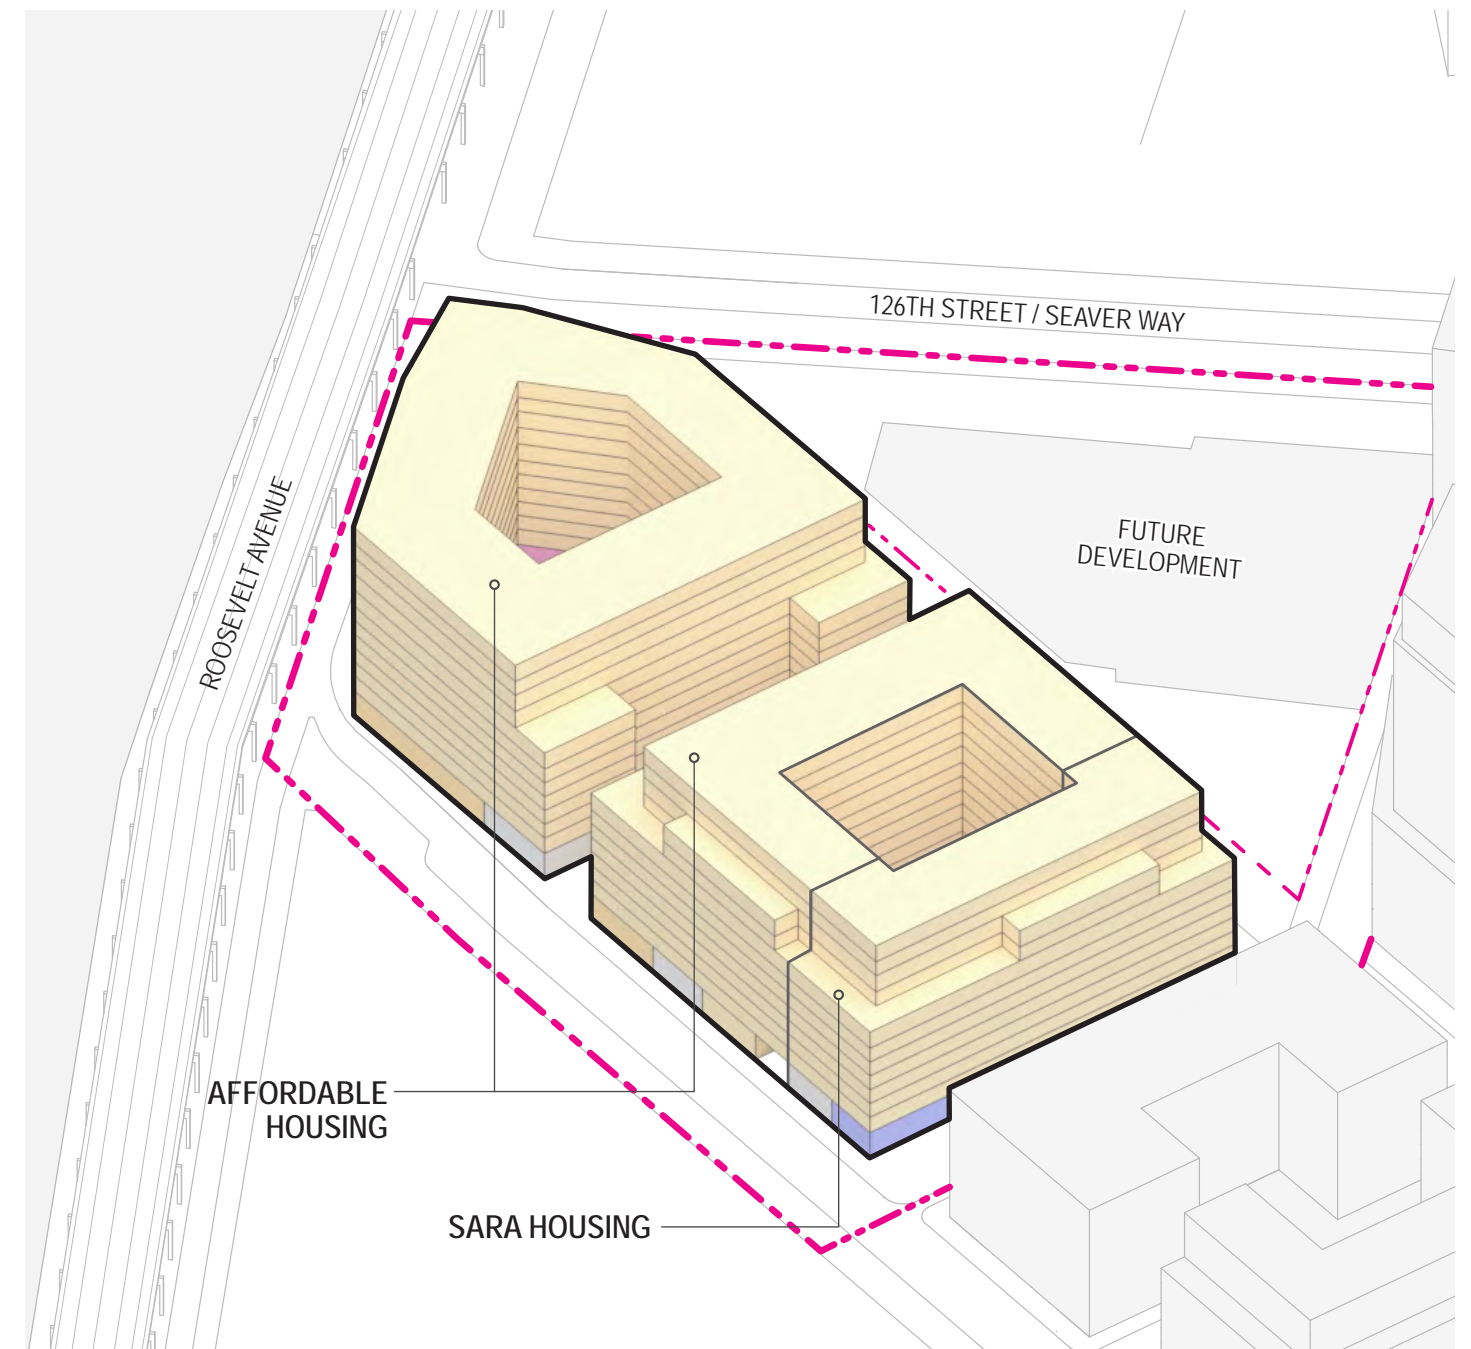 126TH STREET / SEAVER WAY
ROOSEVELT AVENUE
FUTURE
DEVELOPMENT
AFFORDABLE
HOUSING
SARA HOUSING